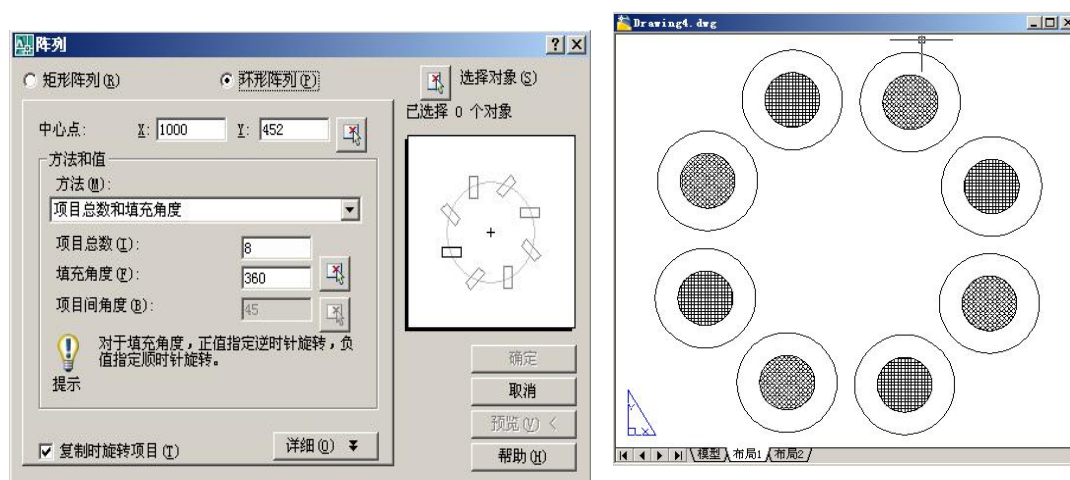 阵列
矩形阵列(R)
环形阵列(P)
选择对象(S)
已选择 0 个对象
中心点: X: 1000 Y: 452
方法和值
方法(M):
项目总数和填充角度
项目总数(I): 8
填充角度(F): 360
项目间角度(B): 45
对于填充角度，正值指定逆时针旋转，负
值指定顺时针旋转。
提示
复制时旋转项目(T)
详细(O)
确定
取消
预览(V) <
帮助(H)
Drawing4.dwg
Y
X
模型 布局1 布局2